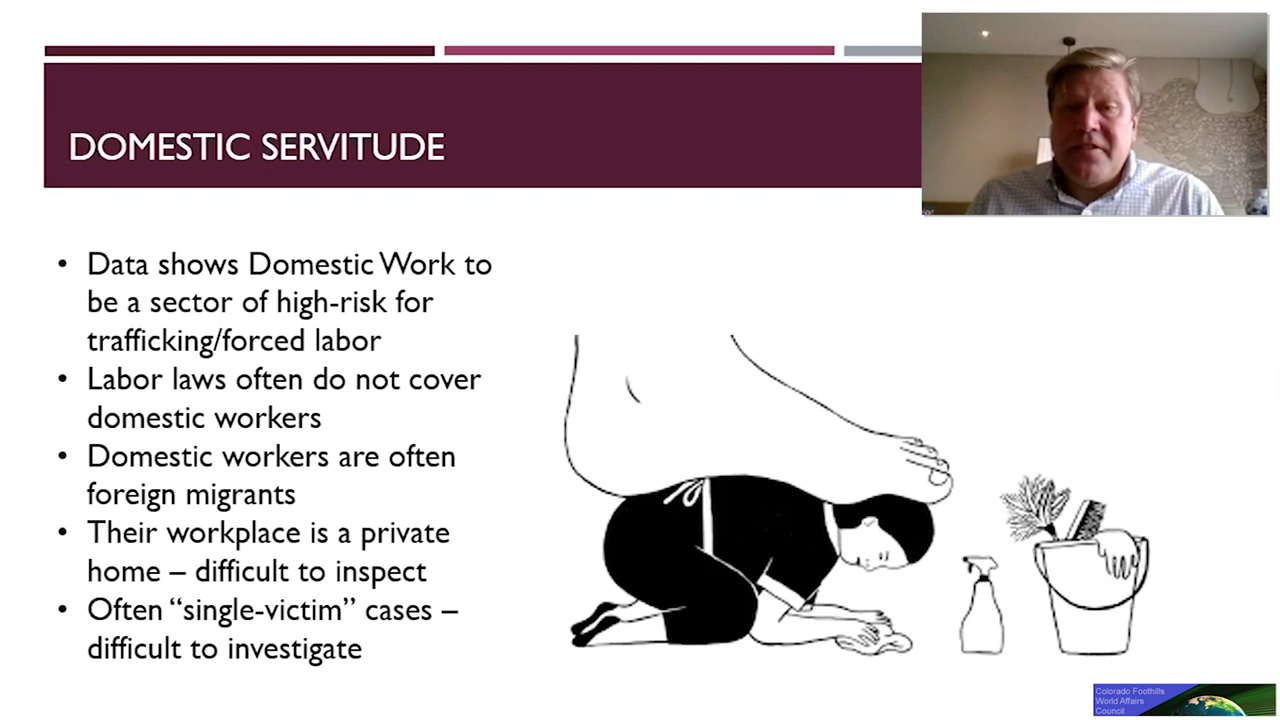 DOMESTIC SERVITUDE
• Data shows Domestic Work to
be a sector of high-risk for
trafficking/forced labor
• Labor laws often do not cover
domestic workers
• Domestic workers are often
foreign migrants
• Their workplace is a private
home – difficult to inspect
• Often “single-victim” cases –
difficult to investigate
Colorado Foothills
World Affairs
Council